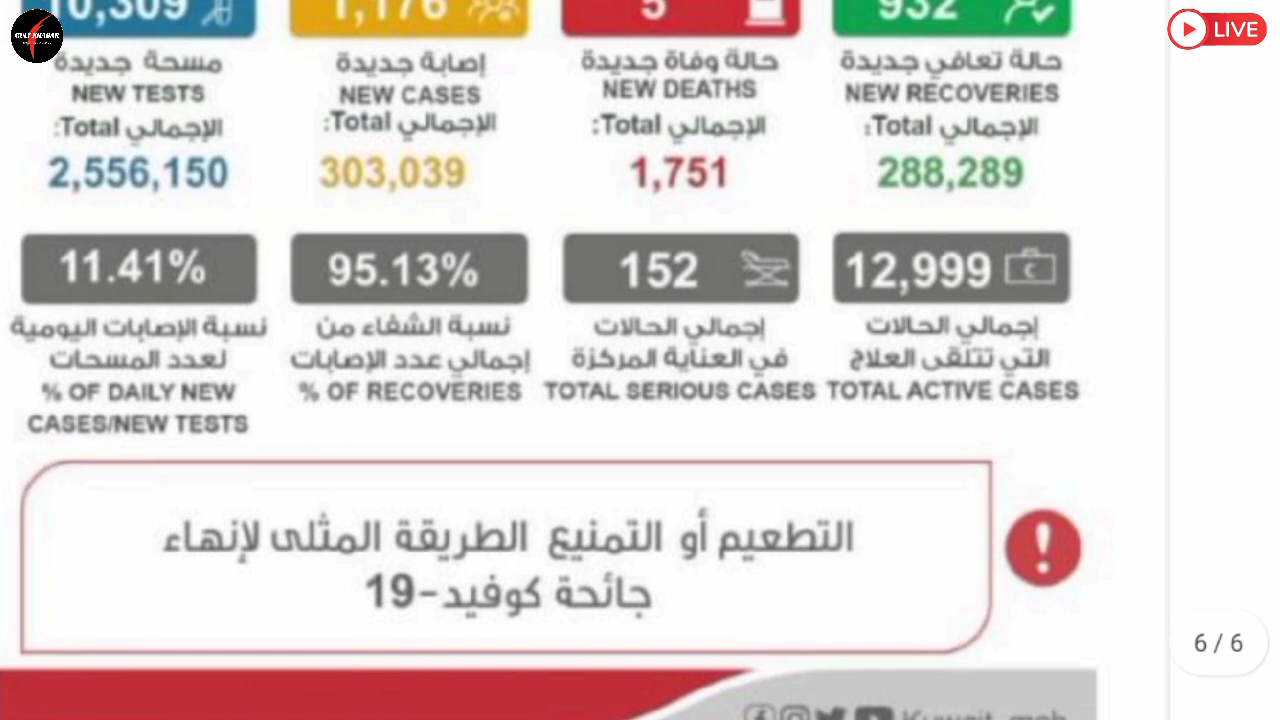 LIVE
10,309
1,176
5
932
مسحة جديدة
NEW TESTS
الإجمالي Total:
2,556,150
إصابة جديدة
NEW CASES
الإجمالي Total:
303,039
حالة وفاة جديدة
NEW DEATHS
الإجمالي Total:
1,751
حالة تعافي جديدة
NEW RECOVERIES
الإجمالي Total:
288,289
11.41%
نسبة الإصابات اليومية
لعدد المسحات
% OF DAILY NEW
CASES/NEW TESTS
95.13%
نسبة الشفاء من
إجمالي عدد الإصابات
% OF RECOVERIES
152
إجمالي الحالات
في العناية المركزة
TOTAL SERIOUS CASES
12,999
إجمالي الحالات
التي تتلقى العلاج
TOTAL ACTIVE CASES
التطعيم أو التمنيع الطريقة المثلى لإنهاء
جائحة كوفيد-19
!
6 / 6
Kuwait_moh